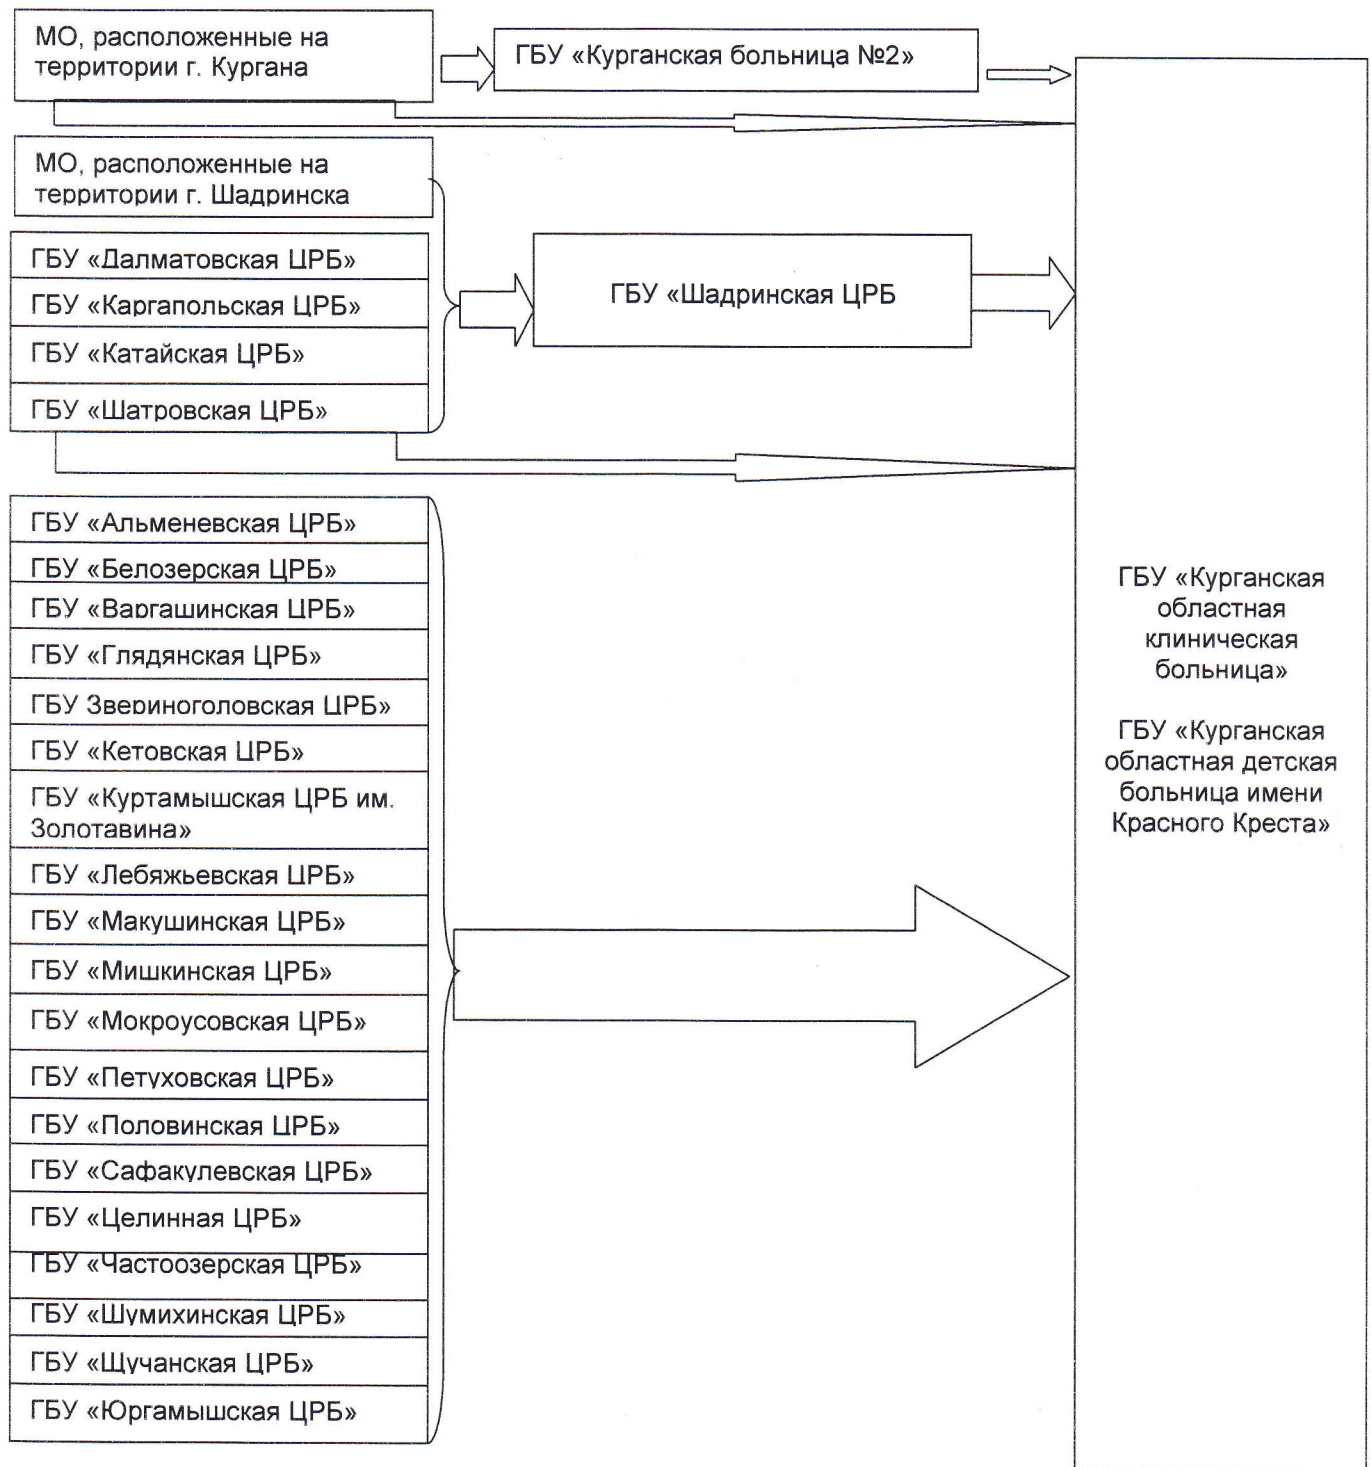 МО, расположенные на
территории г. Кургана
ГБУ «Курганская больница №2»
МО, расположенные на
территории г. Шадринска
ГБУ «Далматовская ЦРБ»
ГБУ «Каргапольская ЦРБ»
ГБУ «Катайская ЦРБ»
ГБУ «Шатровская ЦРБ»
ГБУ «Шадринская ЦРБ
ГБУ «Альменевская ЦРБ»
ГБУ «Белозерская ЦРБ»
ГБУ «Варгашинская ЦРБ»
ГБУ «Глядянская ЦРБ»
ГБУ Звериноголовская ЦРБ»
ГБУ «Кетовская ЦРБ»
ГБУ «Куртамышская ЦРБ им.
Золотавина»
ГБУ «Лебяжьевская ЦРБ»
ГБУ «Макушинская ЦРБ»
ГБУ «Мишкинская ЦРБ»
ГБУ «Мокроусовская ЦРБ»
ГБУ «Петуховская ЦРБ»
ГБУ «Половинская ЦРБ»
ГБУ «Сафакулевская ЦРБ»
ГБУ «Целинная ЦРБ»
ГБУ «Частоозерская ЦРБ»
ГБУ «Шумихинская ЦРБ»
ГБУ «Щучанская ЦРБ»
ГБУ «Юргамышская ЦРБ»
ГБУ «Курганская
областная
клиническая
больница»
ГБУ «Курганская
областная детская
больница имени
Красного Креста»